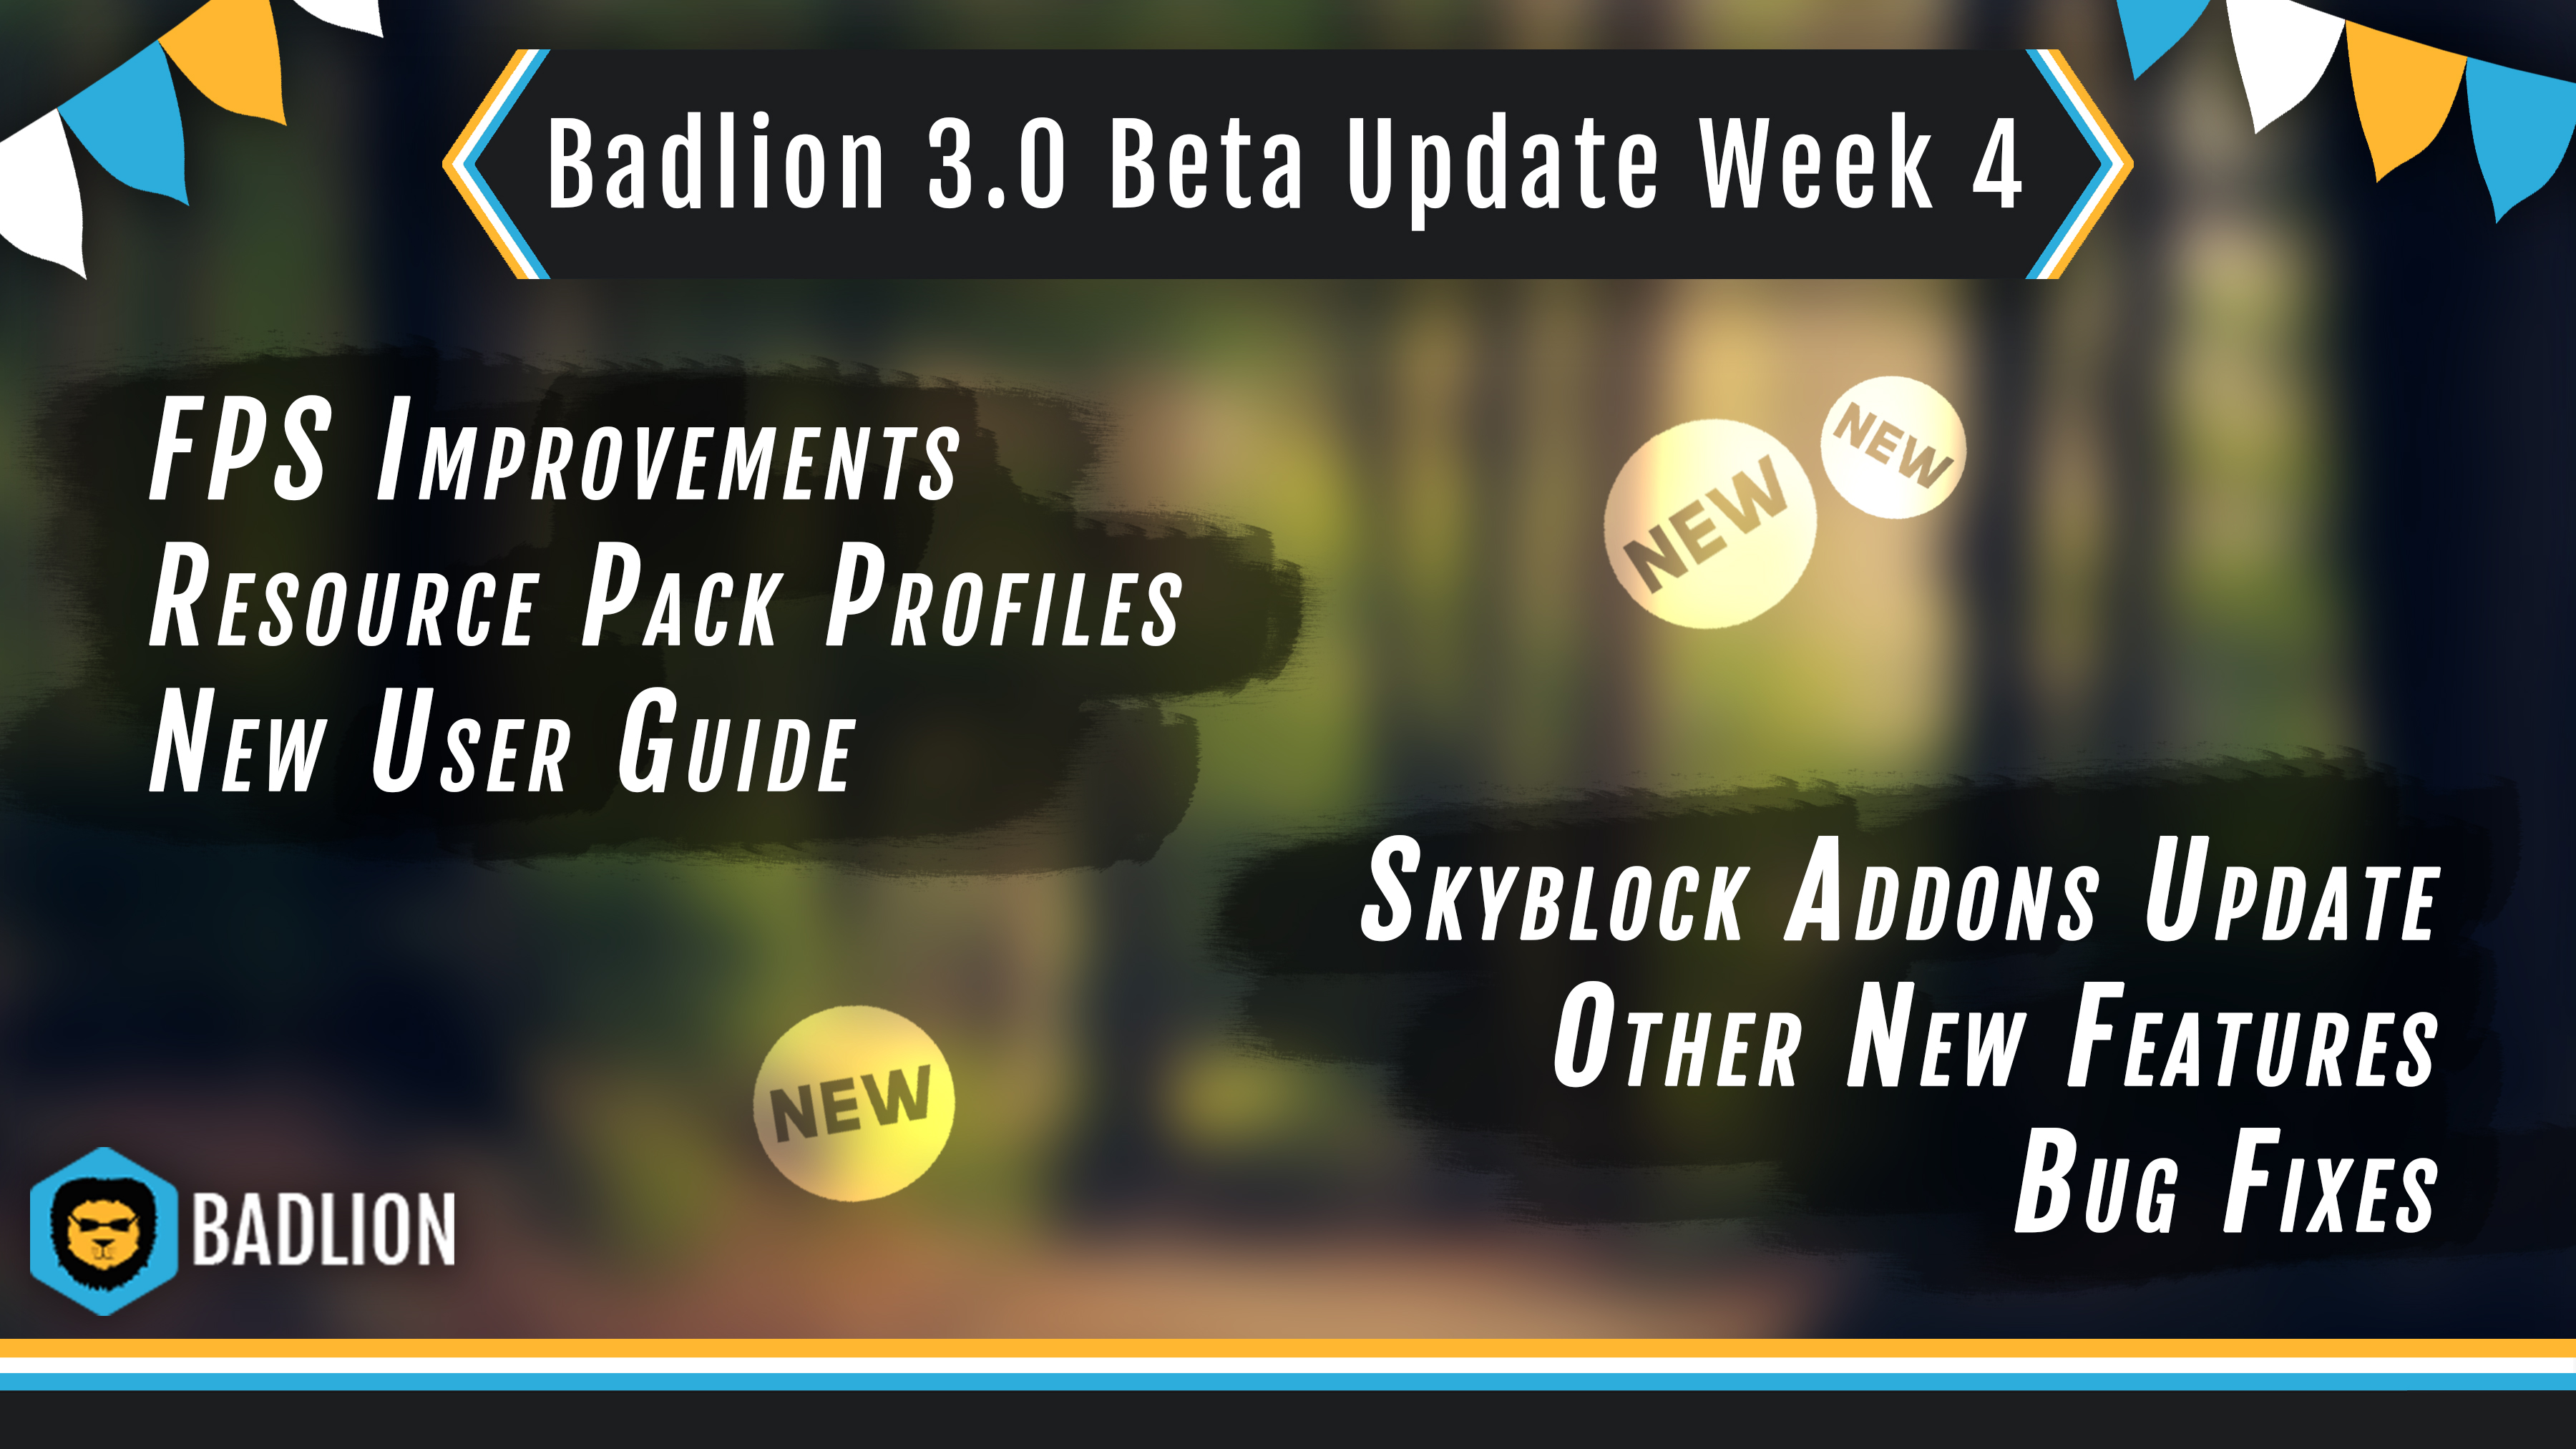 Badlion 3.0 Beta Update Week 4
FPS Improvements
Resource Pack Profiles
New User Guide
NEW
NEW
Skyblock Addons Update
Other New Features
Bug Fixes
NEW
BADLION